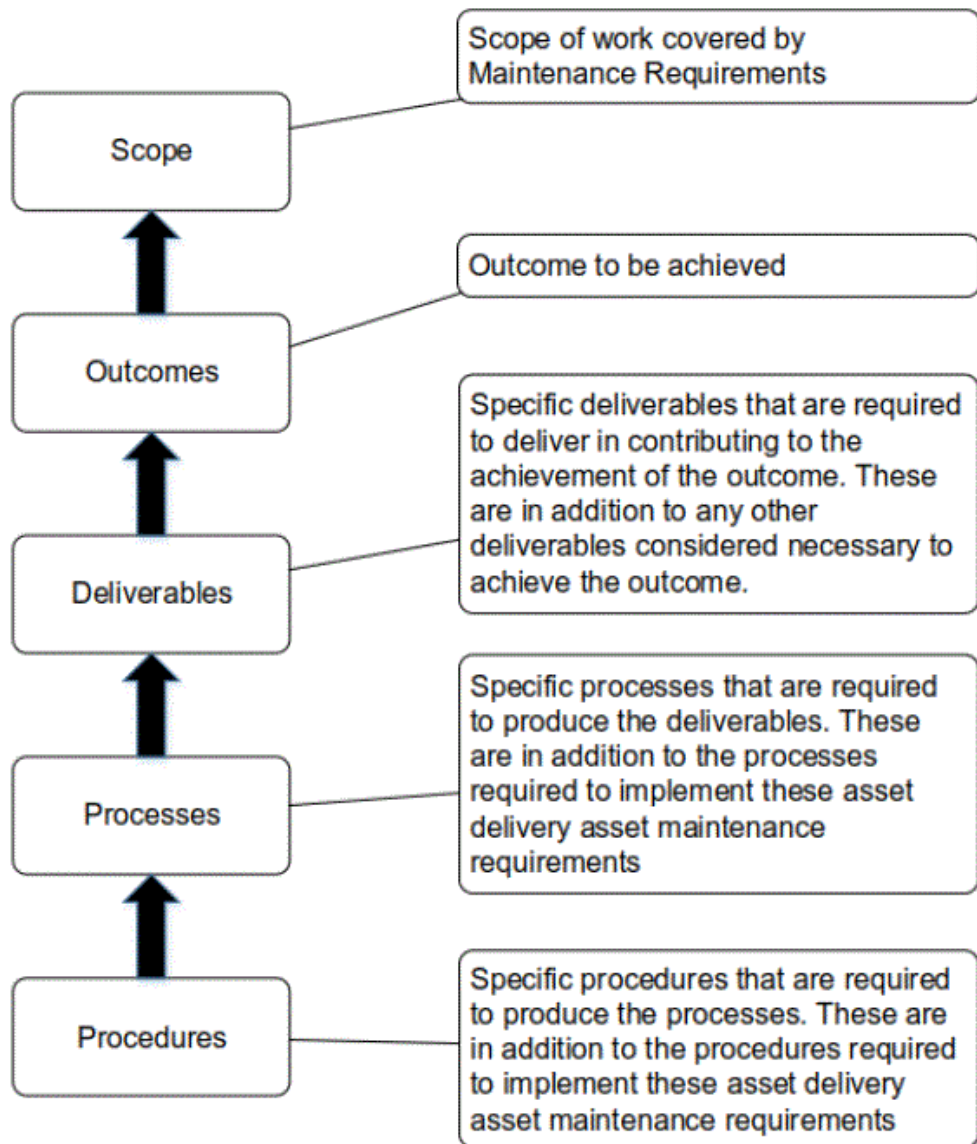 Scope of work covered by
Maintenance Requirements
Scope
Outcome to be achieved
Outcomes
Specific deliverables that are required
to deliver in contributing to the
achievement of the outcome. These
are in addition to any other
deliverables considered necessary to
achieve the outcome.
Deliverables
Specific processes that are required
to produce the deliverables. These
are in addition to the processes
required to implement these asset
delivery asset maintenance
requirements
Processes
Specific procedures that are required
to produce the processes. These are
in addition to the procedures required
to implement these asset delivery
asset maintenance requirements
Procedures